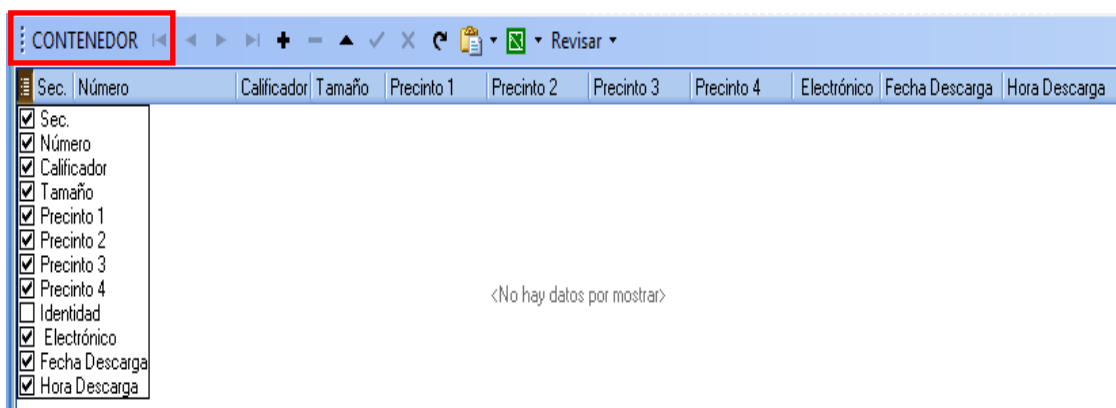 CONTENEDOR Revisar
Sec. Número Calificador Tamaño Precinto 1 Precinto 2 Precinto 3 Precinto 4 Electrónico Fecha Descarga Hora Descarga
Sec.
Número
Calificador
Tamaño
Precinto 1
Precinto 2
Precinto 3
Precinto 4
<No hay datos por mostrar>
Identidad
Electrónico
Fecha Descarga
Hora Descarga